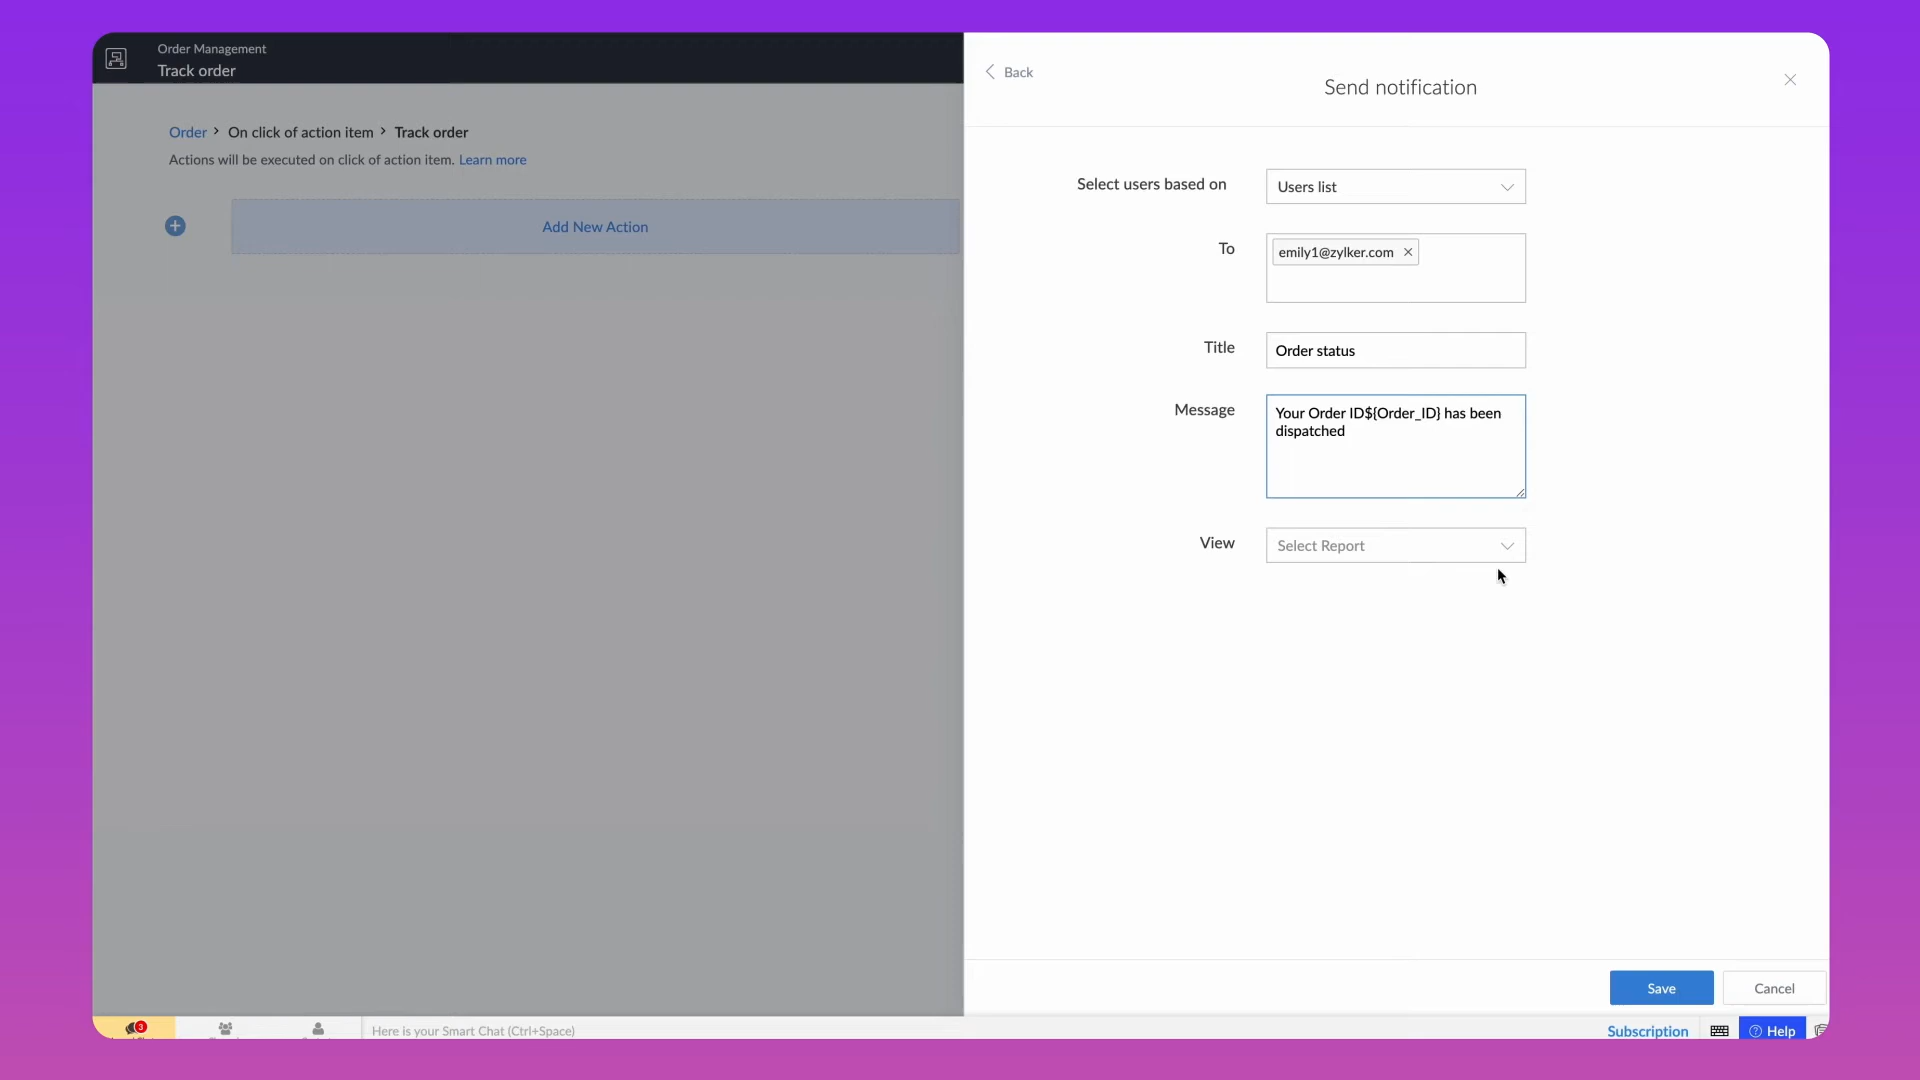 Order Management
Track order
Order > On click of action item > Track order
Actions will be executed on click of action item. Learn more
Add New Action
Back
Send notification
Select users based on
Users list
To
emily1@zylker.com ×
Title
Order status
Message
Your Order ID${Order_ID} has been
dispatched
View
Select Report
Save
Cancel
3
Here is your Smart Chat (Ctrl+Space)
Subscription
? Help